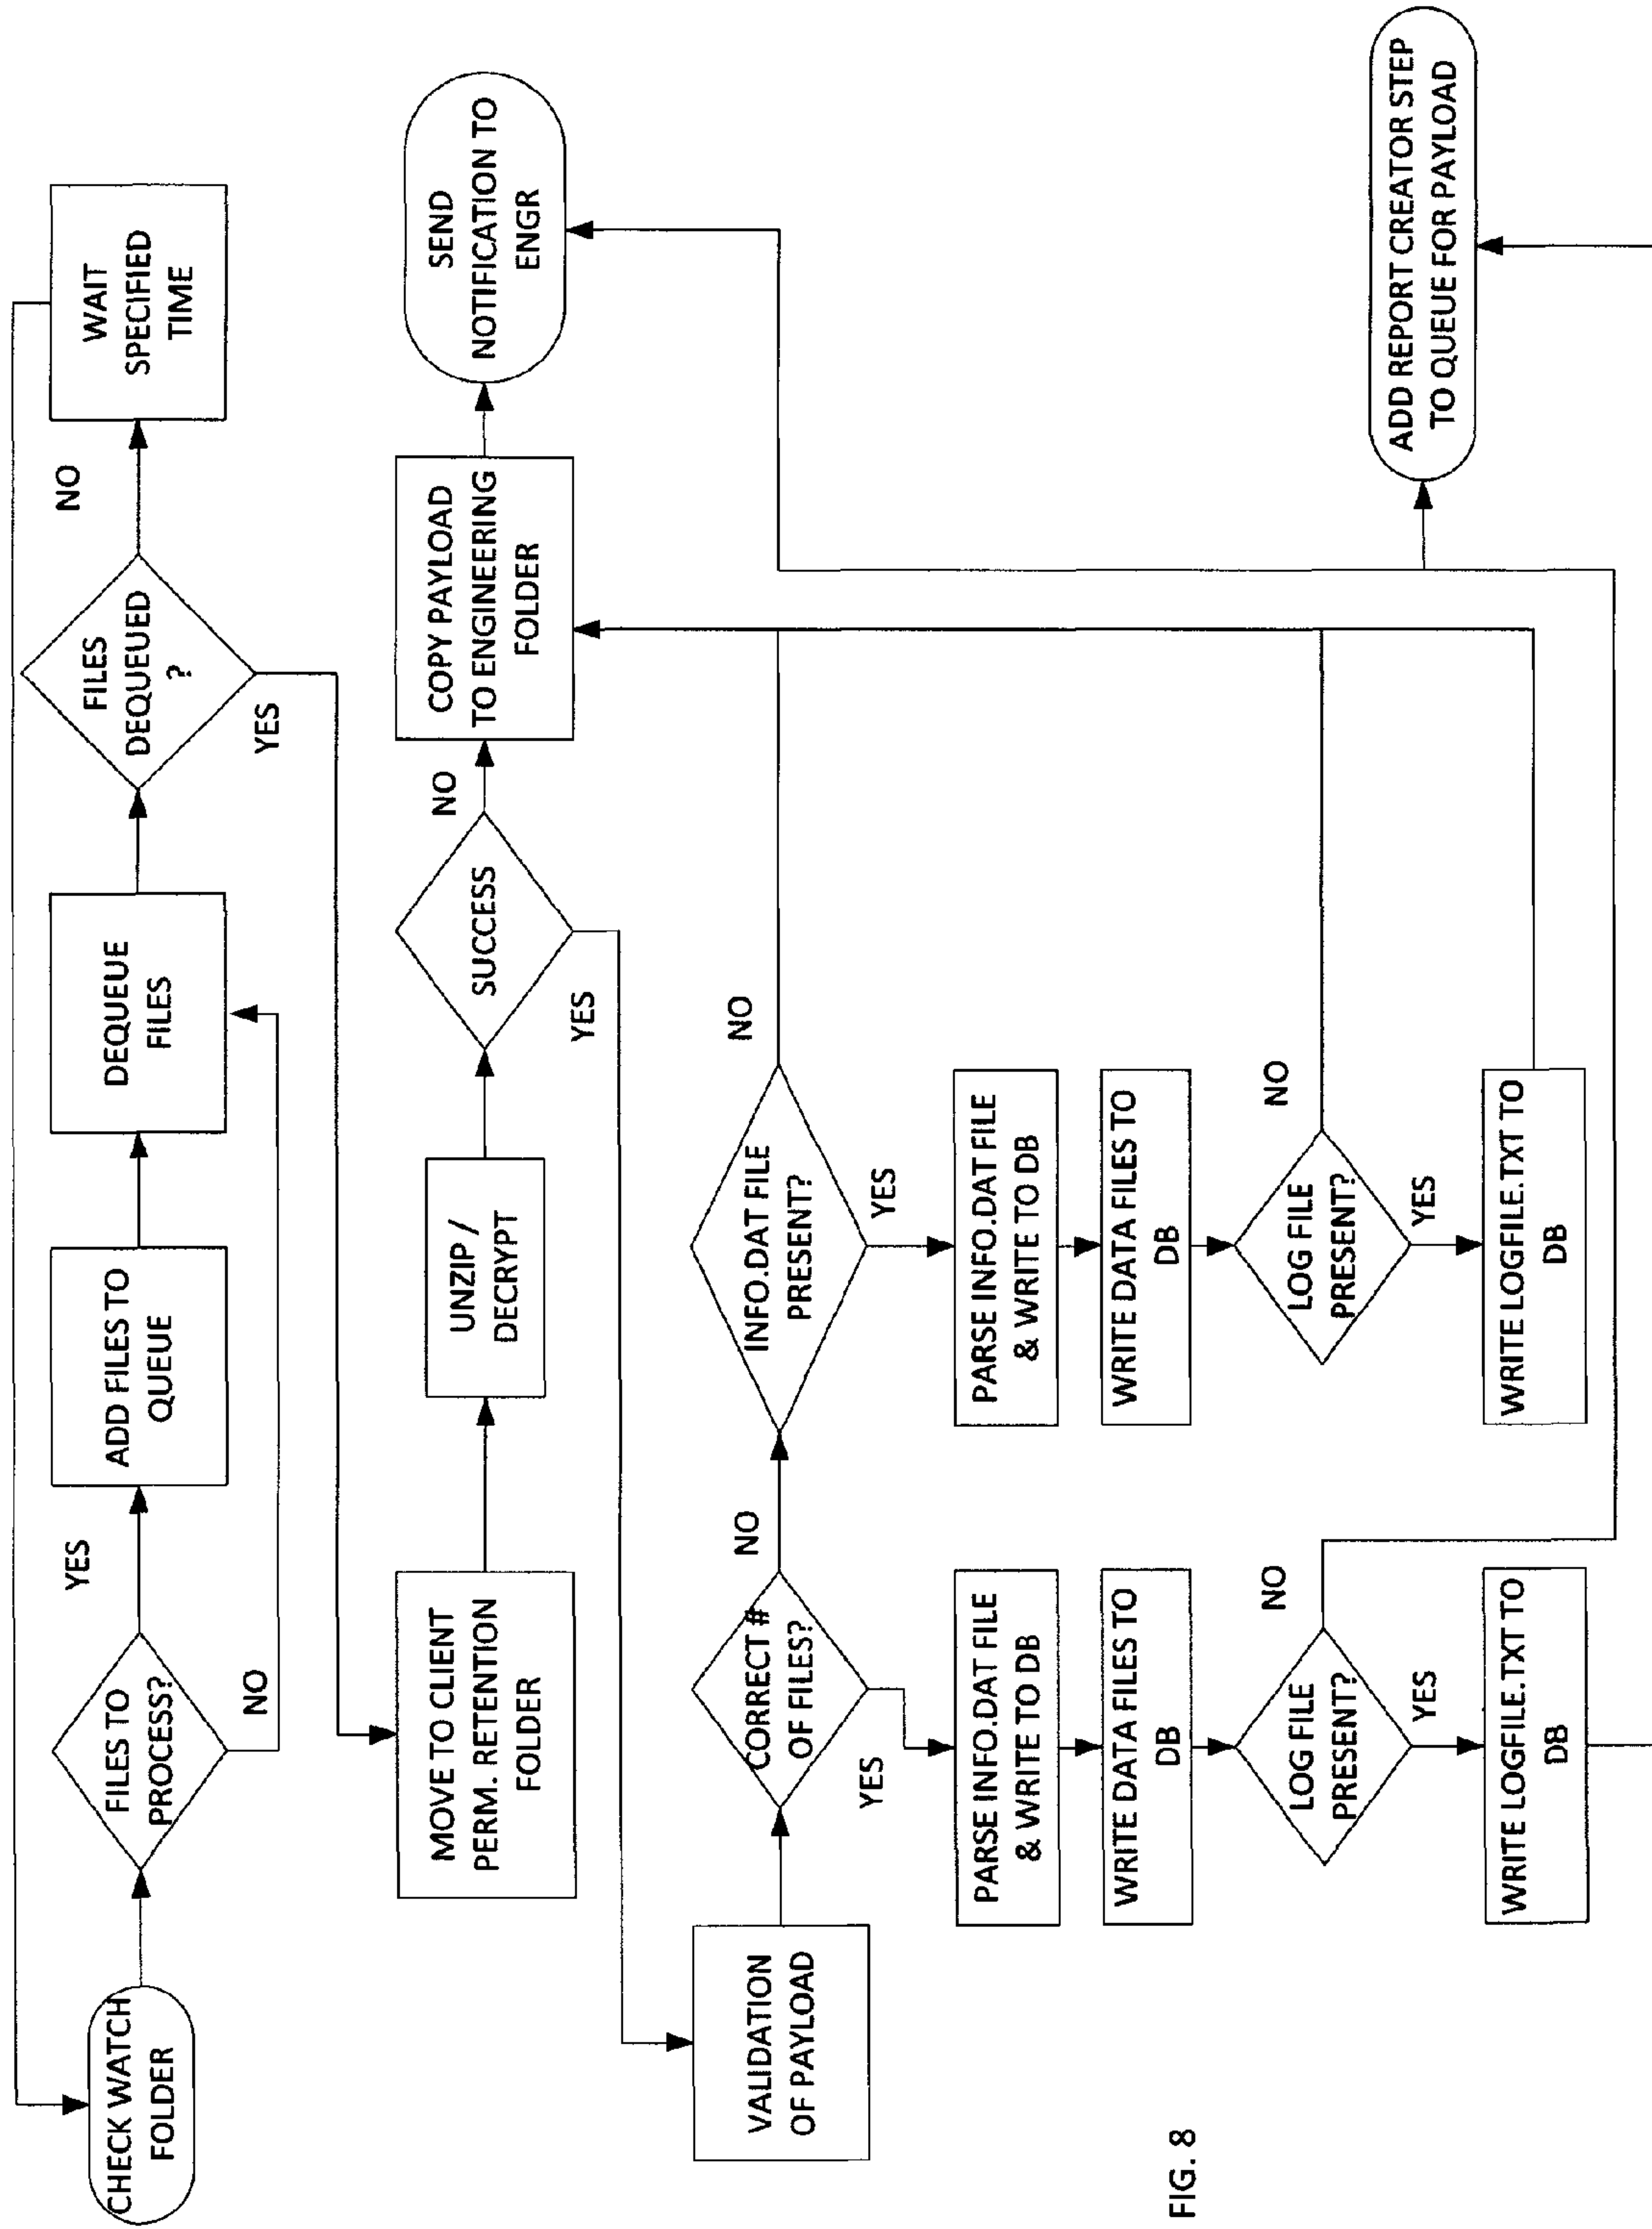 CHECK WATCH
FOLDER
FILES TO
PROCESS?
YES
NO
ADD FILES TO
QUEUE
DEQUEUE
FILES
FILES
DEQUEUED
?
NO
YES
WAIT
SPECIFIED
TIME
MOVE TO CLIENT
PERM. RETENTION
FOLDER
UNZIP /
DECRYPT
SUCCESS
NO
YES
COPY PAYLOAD
TO ENGINEERING
FOLDER
SEND
NOTIFICATION TO
ENGR
VALIDATION
OF PAYLOAD
CORRECT #
OF FILES?
NO
YES
INFO.DAT FILE
PRESENT?
NO
YES
PARSE INFO.DAT FILE
& WRITE TO DB
WRITE DATA FILES TO
DB
LOG FILE
PRESENT?
NO
YES
WRITE LOGFILE.TXT TO
DB
PARSE INFO.DAT FILE
& WRITE TO DB
WRITE DATA FILES TO
DB
LOG FILE
PRESENT?
NO
YES
WRITE LOGFILE.TXT TO
DB
ADD REPORT CREATOR STEP
TO QUEUE FOR PAYLOAD
FIG. 8